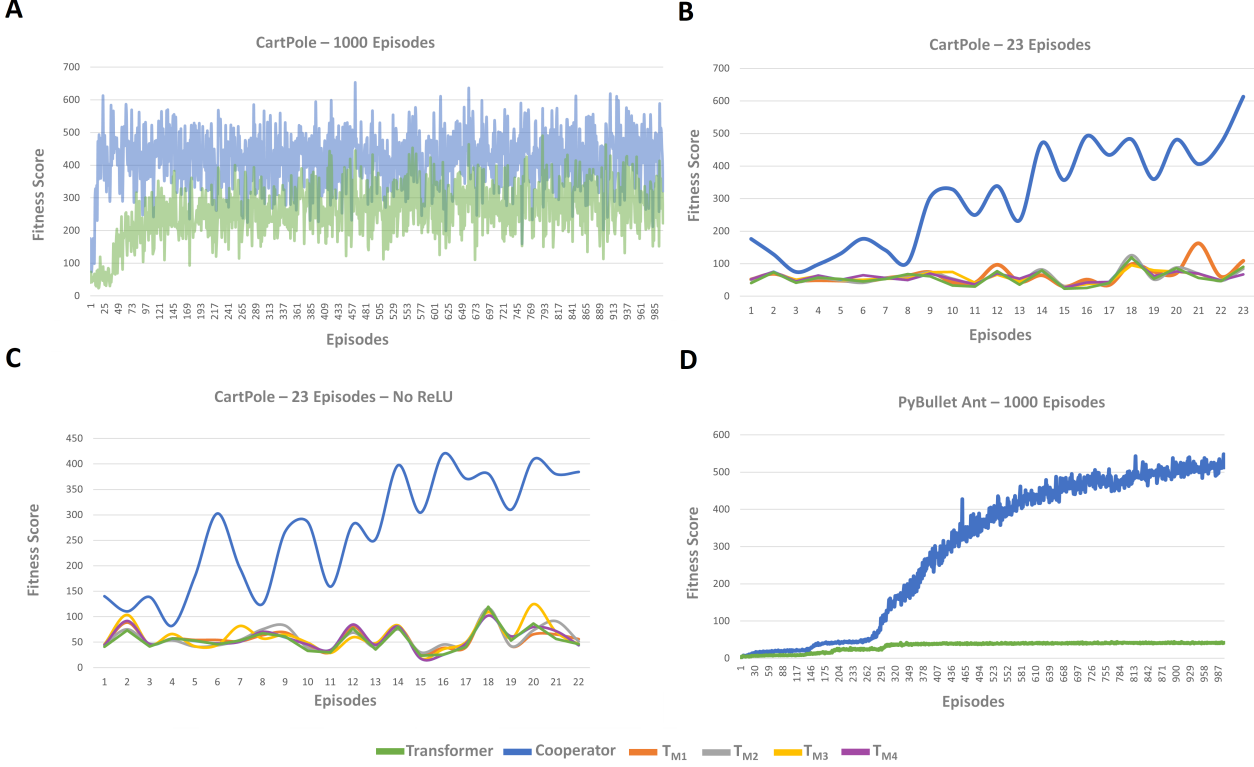 A
CartPole – 1000 Episodes
Fitness Score
700
600
500
400
300
200
100
0
1 25 49 73 97 121 145 169 193 217 241 265 289 313 337 361 385 409 433 457 481 505 529 553 577 601 625 649 673 697 721 745 769 793 817 841 865 889 913 937 961 985
Episodes
B
CartPole – 23 Episodes
Fitness Score
700
600
500
400
300
200
100
0
1 2 3 4 5 6 7 8 9 10 11 12 13 14 15 16 17 18 19 20 21 22 23
Episodes
C
CartPole – 23 Episodes – No ReLU
Fitness Score
450
400
350
300
250
200
150
100
50
0
1 2 3 4 5 6 7 8 9 10 11 12 13 14 15 16 17 18 19 20 21 22
Episodes
D
PyBullet Ant – 1000 Episodes
Fitness Score
600
500
400
300
200
100
0
1 30 59 88 117 146 175 204 233 262 291 320 349 378 407 436 465 494 523 552 581 610 639 668 697 726 755 784 813 842 871 900 929 958 987
Episodes
Transformer Cooperator TM1 TM2 TM3 TM4